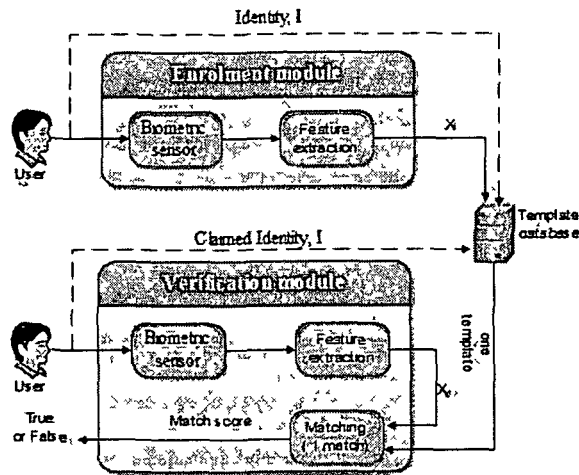 Identity, I
Enrolment module
Biometric
sensor
Feature
extraction
User
Template
database
Claimed Identity, I
Verification module
Biometric
sensor
Feature
extraction
one
template
User
True
or False
Match score
Matching
match)